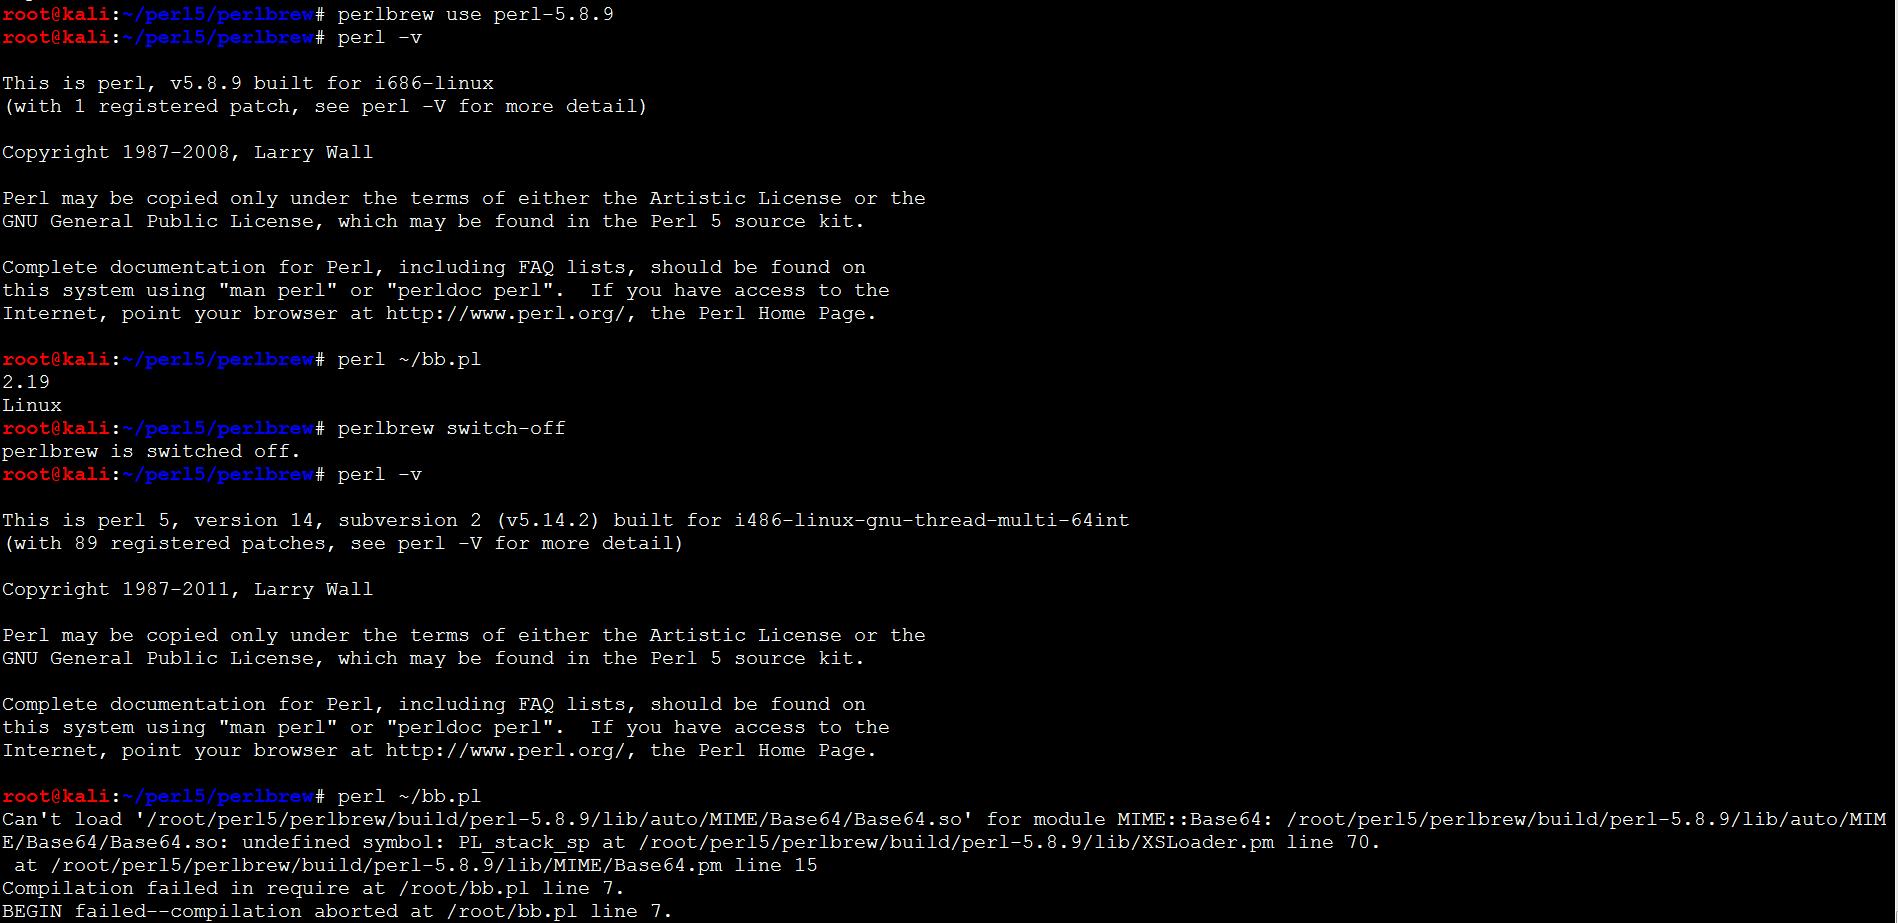 root@kali:~/perl5/perlbrew# perlbrew use perl-5.8.9
root@kali:~/perl5/perlbrew# perl -v
This is perl, v5.8.9 built for i686-linux
(with 1 registered patch, see perl -V for more detail)
Copyright 1987-2008, Larry Wall
Perl may be copied only under the terms of either the Artistic License or the
GNU General Public License, which may be found in the Perl 5 source kit.
Complete documentation for Perl, including FAQ lists, should be found on
this system using "man perl" or "perldoc perl".  If you have access to the
Internet, point your browser at http://www.perl.org/, the Perl Home Page.
root@kali:~/perl5/perlbrew# perl ~/bb.pl
2.19
Linux
root@kali:~/perl5/perlbrew# perlbrew switch-off
perlbrew is switched off.
root@kali:~/perl5/perlbrew# perl -v
This is perl 5, version 14, subversion 2 (v5.14.2) built for i486-linux-gnu-thread-multi-64int
(with 89 registered patches, see perl -V for more detail)
Copyright 1987-2011, Larry Wall
Perl may be copied only under the terms of either the Artistic License or the
GNU General Public License, which may be found in the Perl 5 source kit.
Complete documentation for Perl, including FAQ lists, should be found on
this system using "man perl" or "perldoc perl".  If you have access to the
Internet, point your browser at http://www.perl.org/, the Perl Home Page.
root@kali:~/perl5/perlbrew# perl ~/bb.pl
Can't load '/root/perl5/perlbrew/build/perl-5.8.9/lib/auto/MIME/Base64/Base64.so' for module MIME::Base64: /root/perl5/perlbrew/build/perl-5.8.9/lib/auto/MIM
E/Base64/Base64.so: undefined symbol: PL_stack_sp at /root/perl5/perlbrew/build/perl-5.8.9/lib/XSLoader.pm line 70.
 at /root/perl5/perlbrew/build/perl-5.8.9/lib/MIME/Base64.pm line 15
Compilation failed in require at /root/bb.pl line 7.
BEGIN failed--compilation aborted at /root/bb.pl line 7.